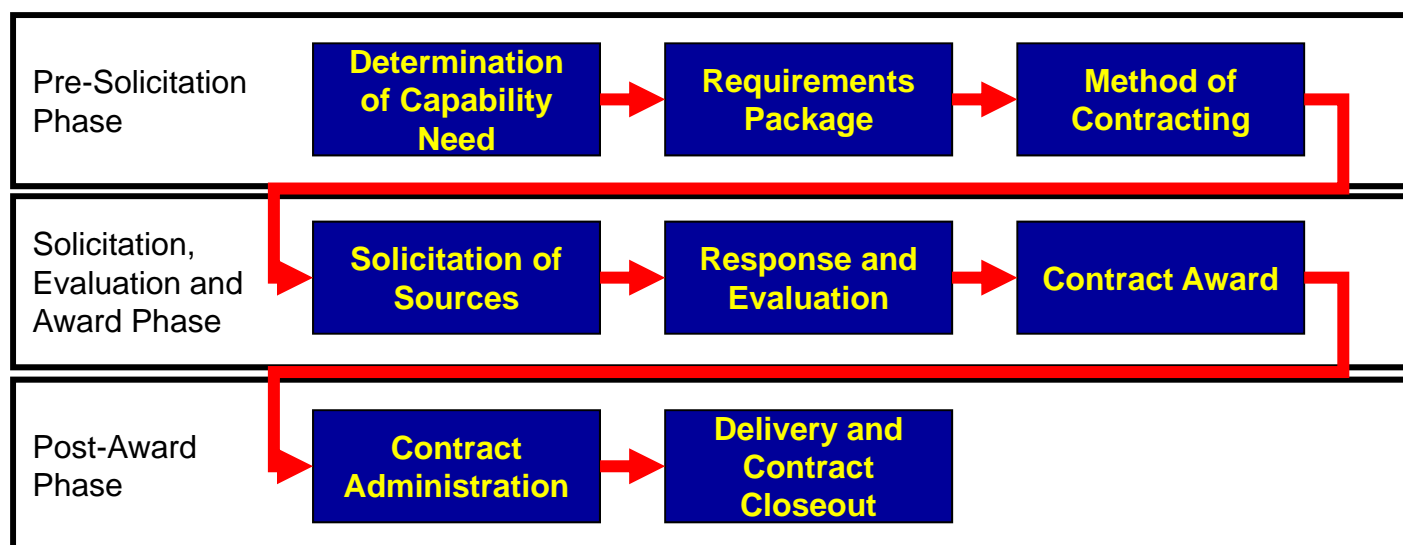 Pre-Solicitation
Phase
Determination
of Capability
Need
Requirements
Package
Method of
Contracting
Solicitation,
Evaluation and
Award Phase
Solicitation of
Sources
Response and
Evaluation
Contract Award
Post-Award
Phase
Contract
Administration
Delivery and
Contract
Closeout